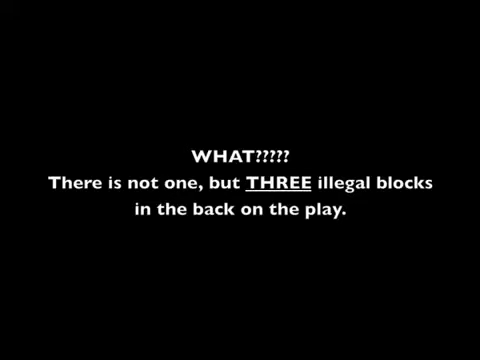 WHAT?????
There is not one, but THREE illegal blocks
in the back on the play.